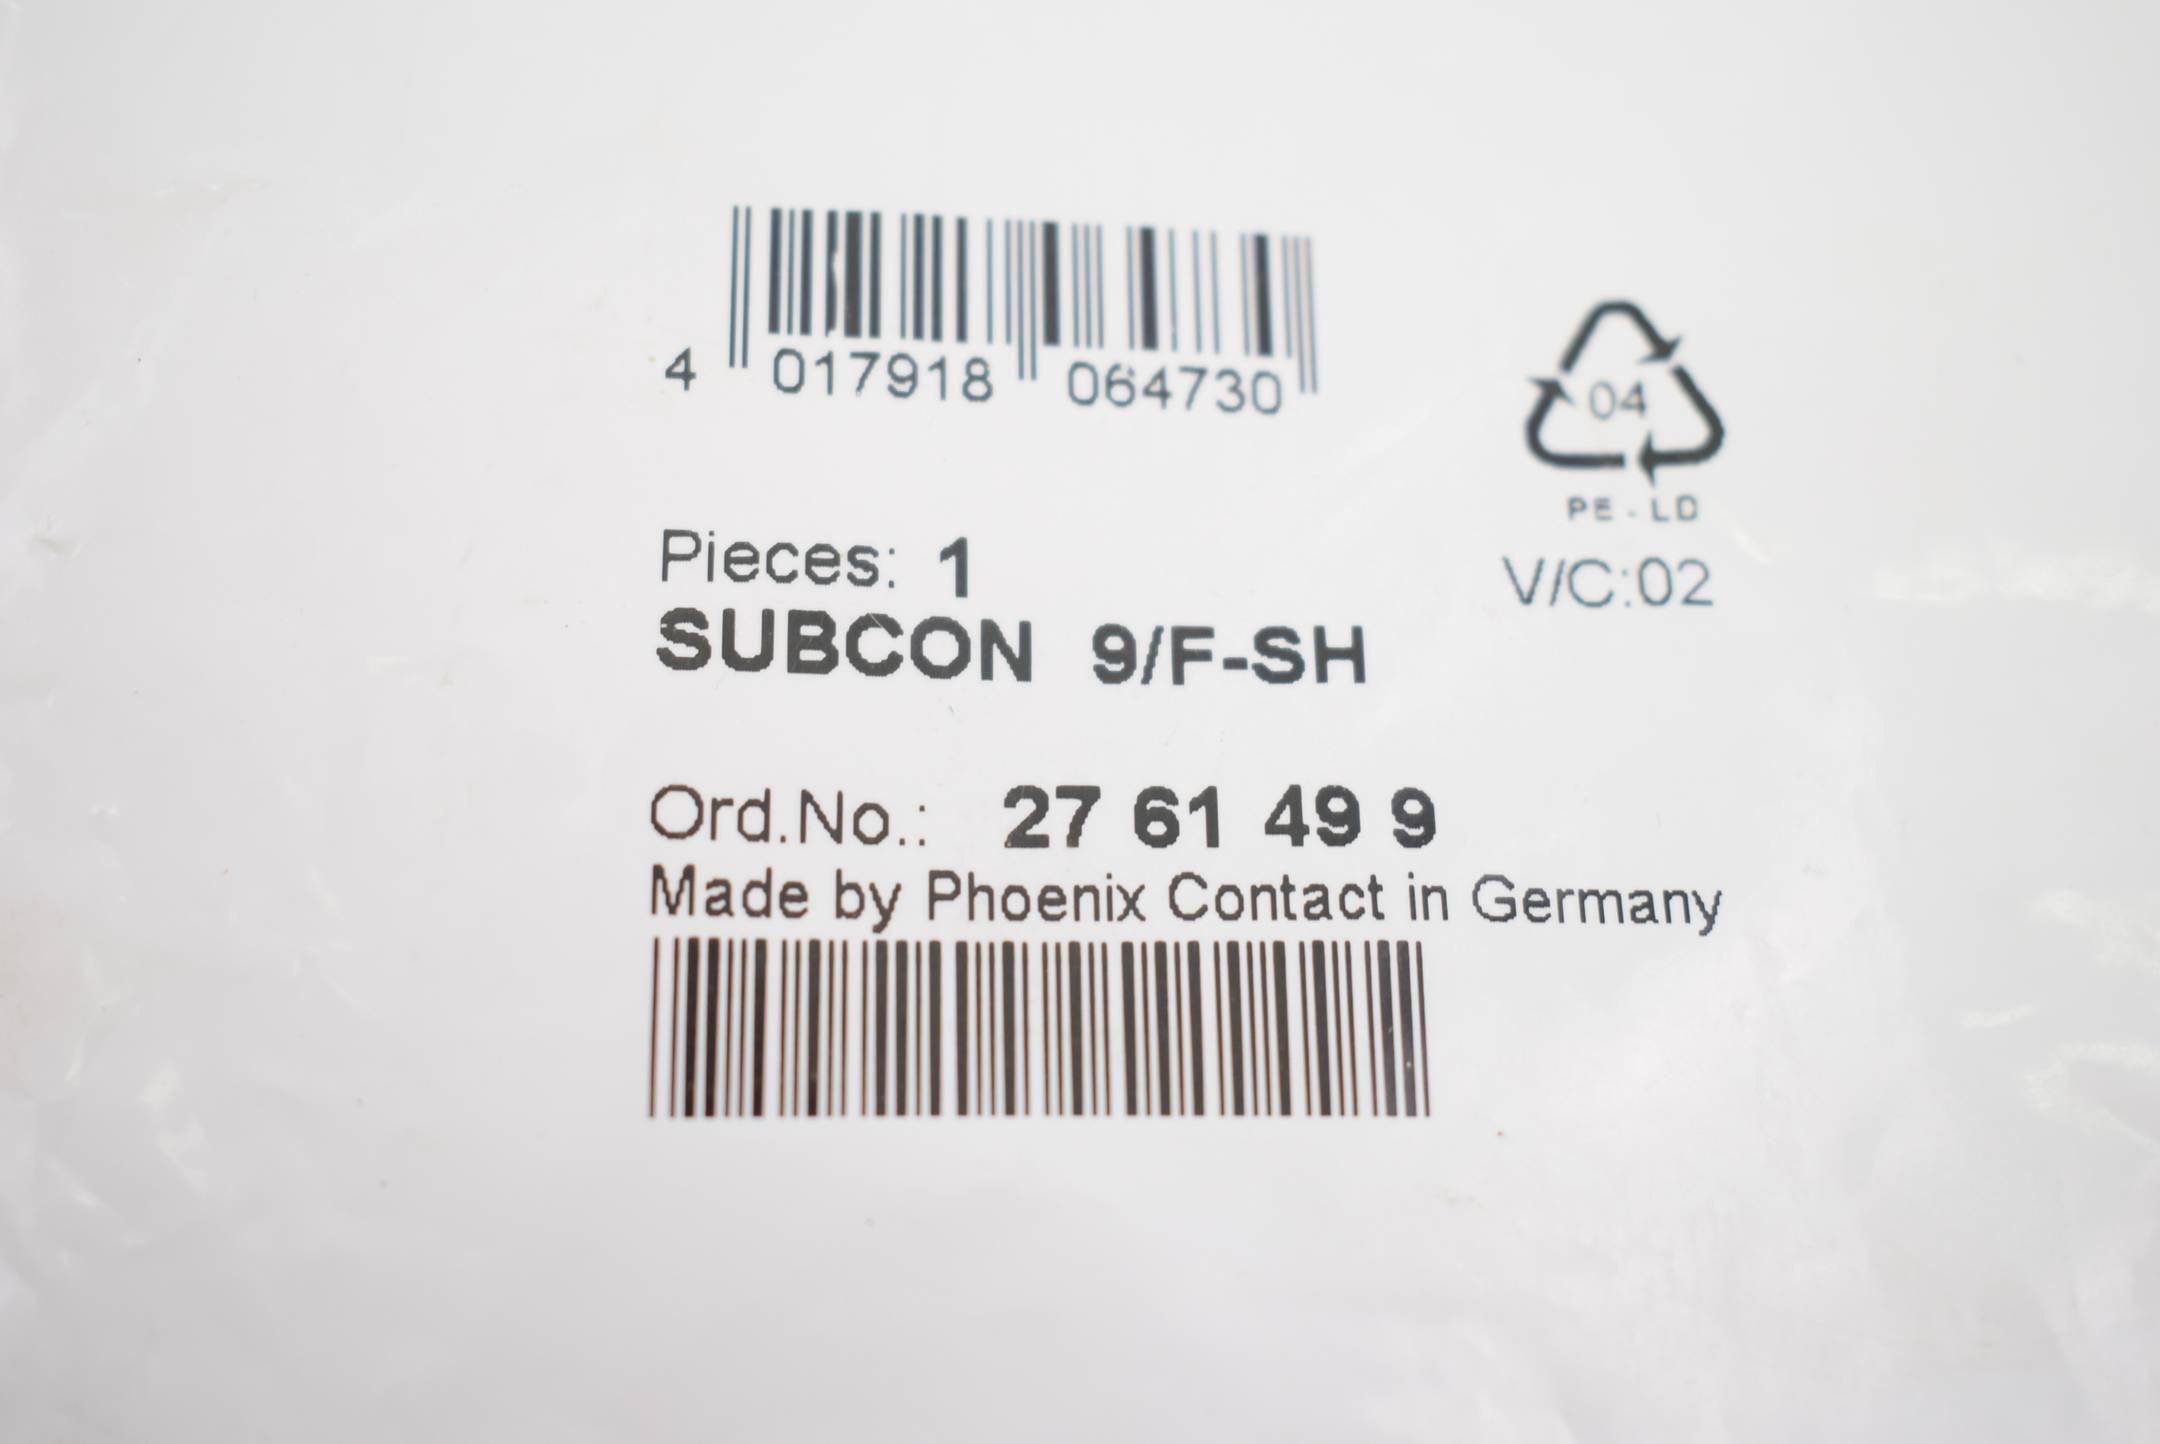 4 017918 064730
04
PE-LD
Pieces: 1
V/C:02
SUBCON 9/F-SH
Ord.No.: 27 61 49 9
Made by Phoenix Contact in Germany